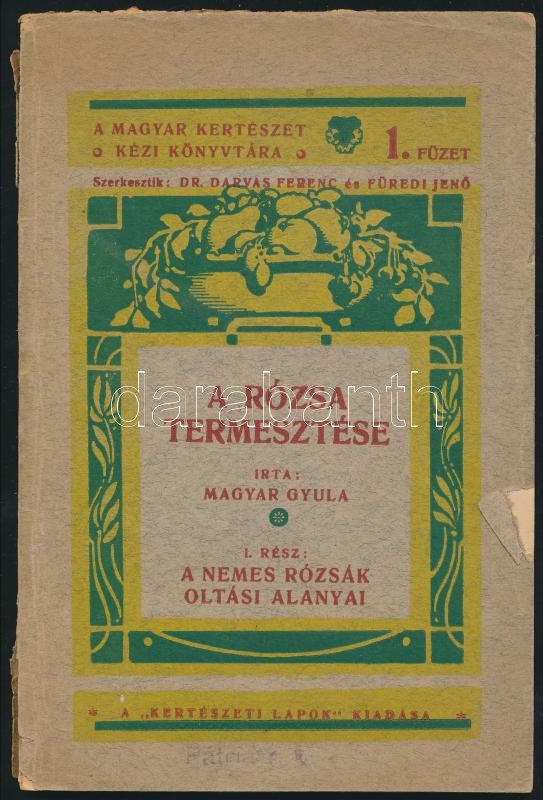 A MAGYAR KERTÉSZET
KÉZI KÖNYVTÁRA
1. FÜZET
Szerkesztik: DR. DARVAS FERENC és FÜREDI JENŐ
A RÓZSA
TERMESZTÉSE
darabanth
IRTA:
MAGYAR GYULA
I. RÉSZ:
A NEMES RÓZSÁK
OLTÁSI ALANYAI
* A „KERTÉSZETI LAPOK" KIADÁSA *